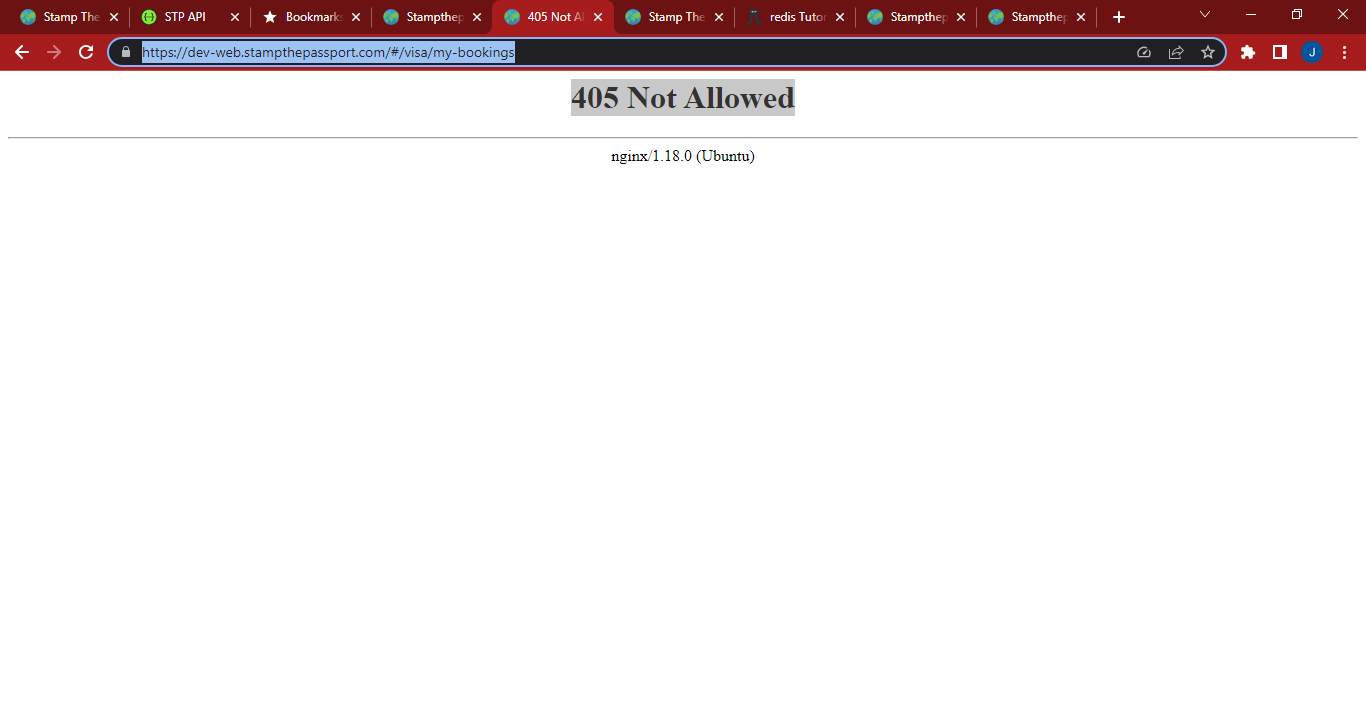 Stamp The
STP API
Bookmarks
Stampthep
405 Not Al
Stamp The
redis Tutor
Stampthep
Stampthep
https://dev-web.stampthepassport.com/#/visa/my-bookings
J
405 Not Allowed
nginx/1.18.0 (Ubuntu)